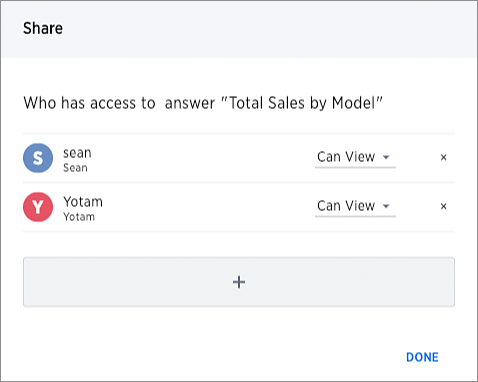 Share
Who has access to answer "Total Sales by Model"
S sean Can View ×
Sean
Y Yotam Can View ×
Yotam
+
DONE